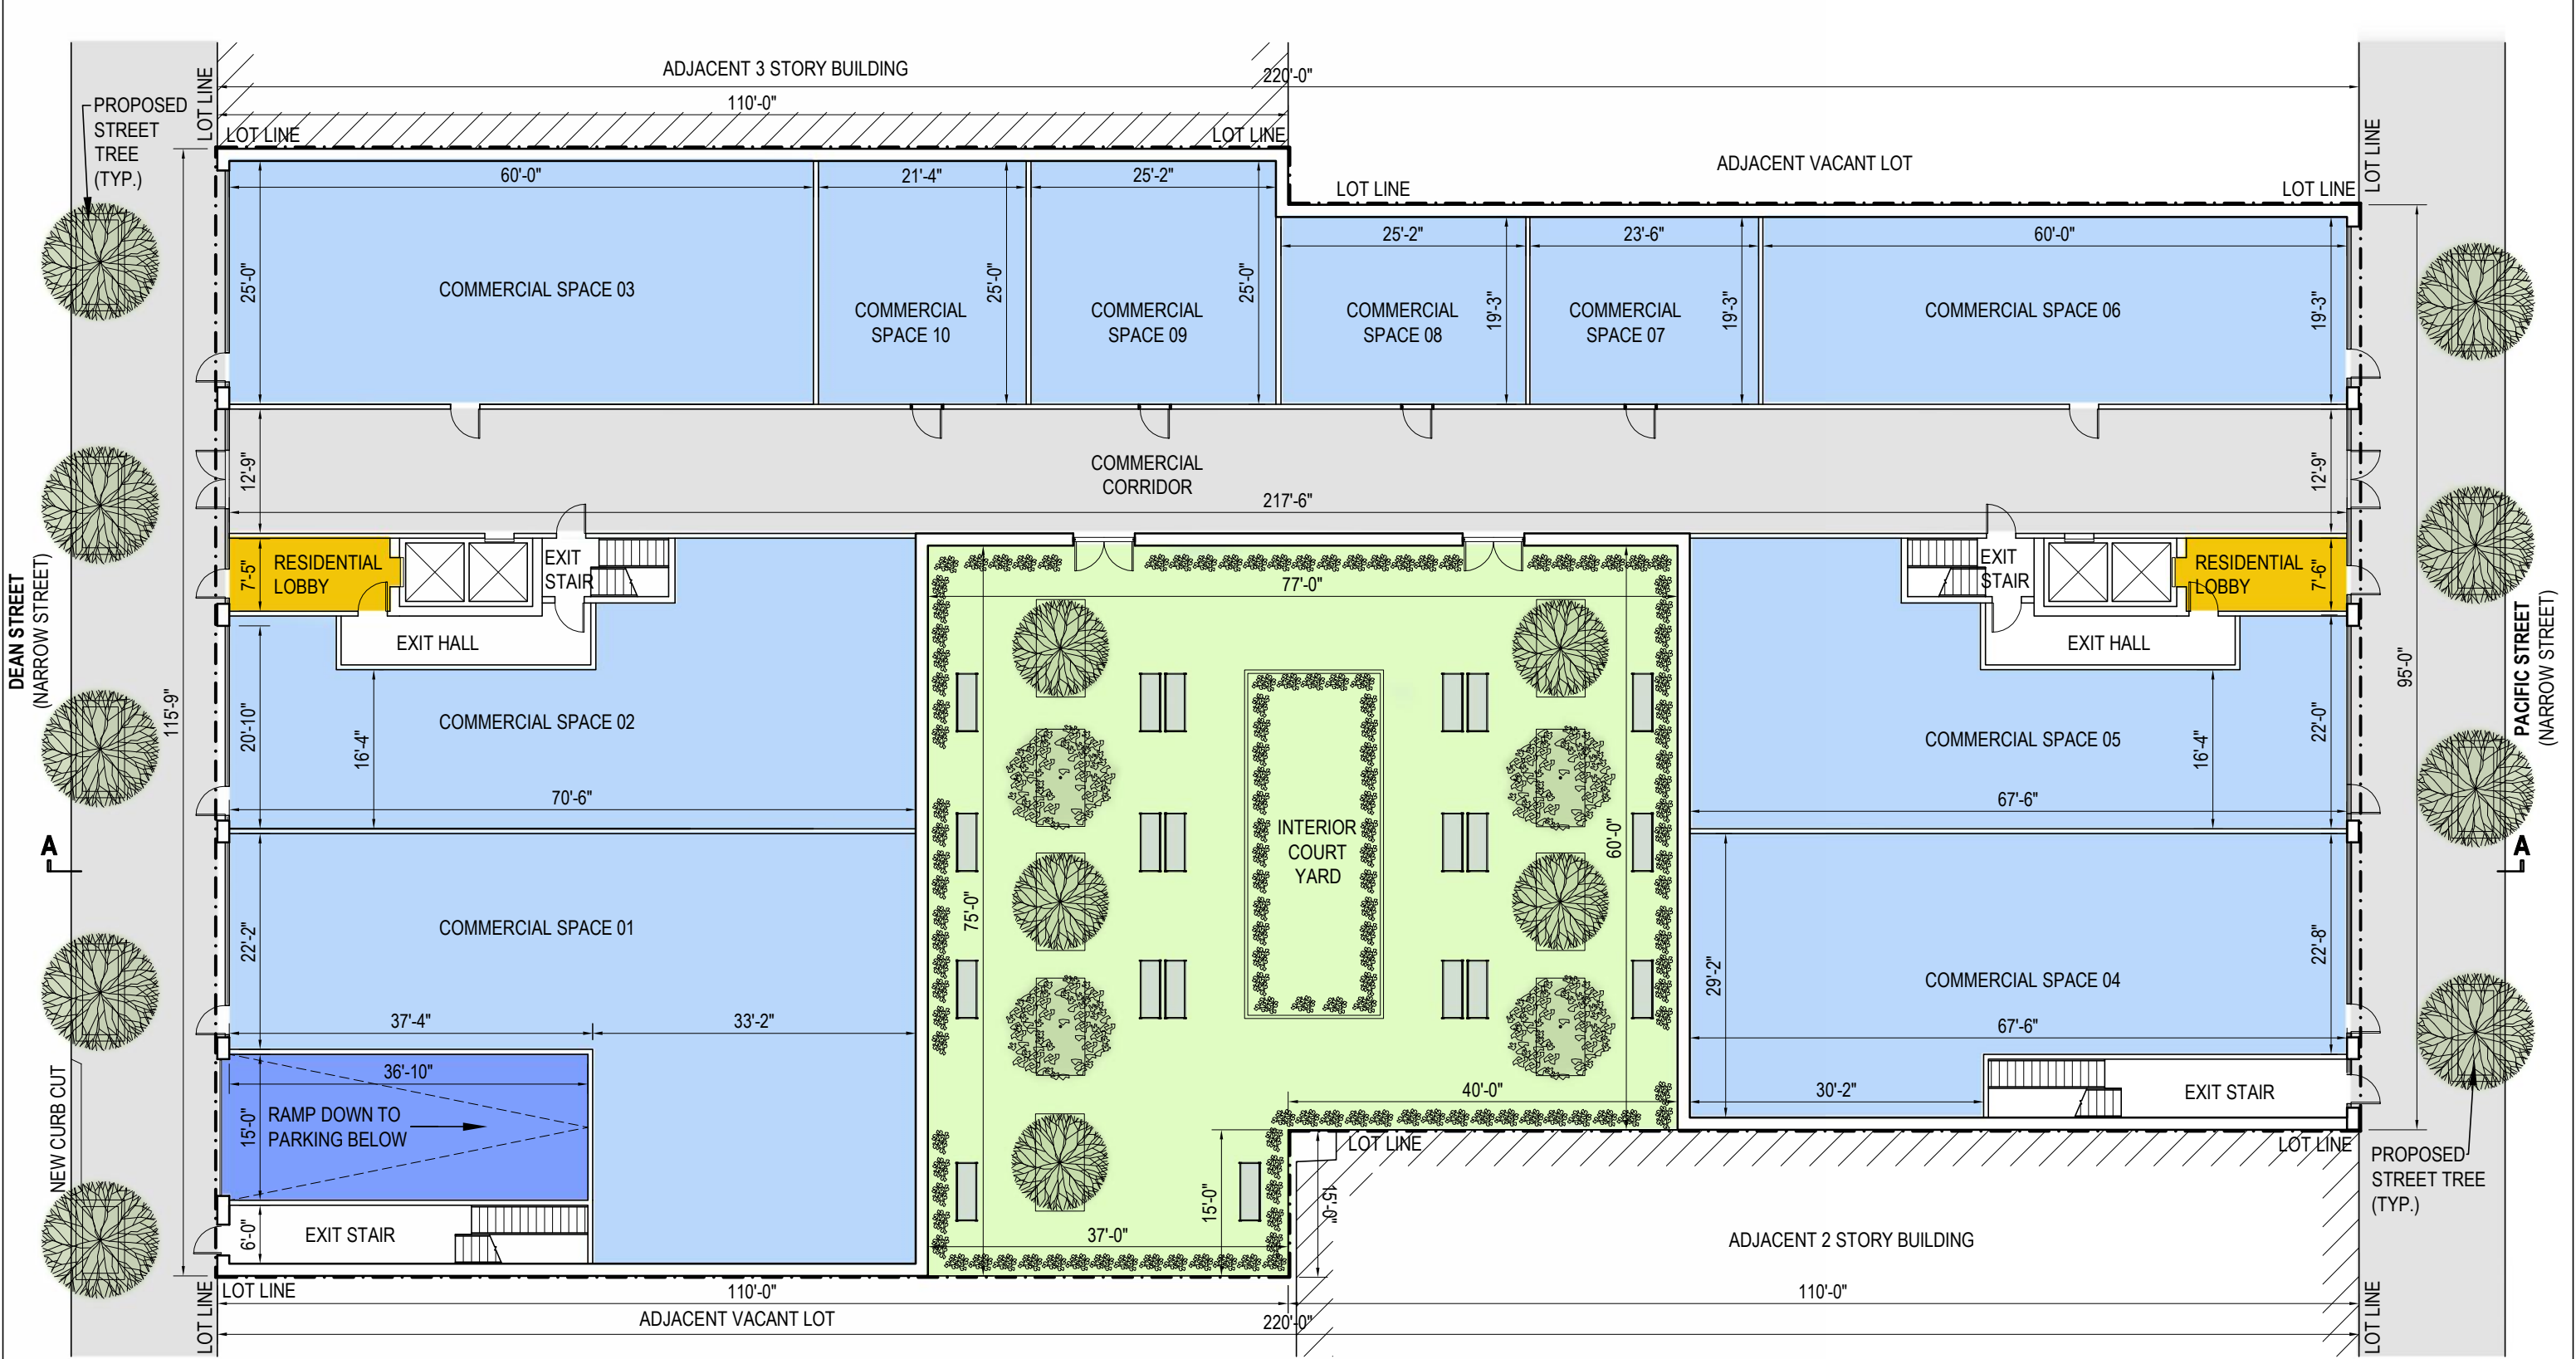 ADJACENT 3 STORY BUILDING
220'-0"
110'-0"
PROPOSED
STREET
TREE
(TYP.)
LOT LINE
LOT LINE
LOT LINE
ADJACENT VACANT LOT
LOT LINE
LOT LINE
LOT LINE
60'-0"
21'-4"
25'-2"
25'-2"
23'-6"
60'-0"
25'-0"
COMMERCIAL SPACE 03
25'-0"
COMMERCIAL
SPACE 10
25'-0"
COMMERCIAL
SPACE 09
COMMERCIAL
SPACE 08
19'-3"
COMMERCIAL
SPACE 07
19'-3"
COMMERCIAL SPACE 06
19'-3"
12'-9"
COMMERCIAL
CORRIDOR
217'-6"
12'-9"
DEAN STREET
(NARROW STREET)
115'-9"
7'-5"
RESIDENTIAL
LOBBY
EXIT
STAIR
EXIT HALL
20'-10"
16'-4"
COMMERCIAL SPACE 02
70'-6"
77'-0"
INTERIOR
COURT
YARD
75'-0"
60'-0"
40'-0"
37'-0"
15'-0"
15'-0"
EXIT
STAIR
RESIDENTIAL
LOBBY
7'-6"
EXIT HALL
COMMERCIAL SPACE 05
16'-4"
22'-0"
67'-6"
95'-0"
PACIFIC STREET
(NARROW STREET)
A
A
COMMERCIAL SPACE 01
22'-2"
37'-4"
33'-2"
36'-10"
RAMP DOWN TO
PARKING BELOW
15'-0"
NEW CURB CUT
6'-0"
EXIT STAIR
29'-2"
COMMERCIAL SPACE 04
22'-8"
67'-6"
30'-2"
EXIT STAIR
LOT LINE
LOT LINE
PROPOSED
STREET TREE
(TYP.)
ADJACENT 2 STORY BUILDING
LOT LINE
LOT LINE
110'-0"
110'-0"
ADJACENT VACANT LOT
220'-0"
LOT LINE